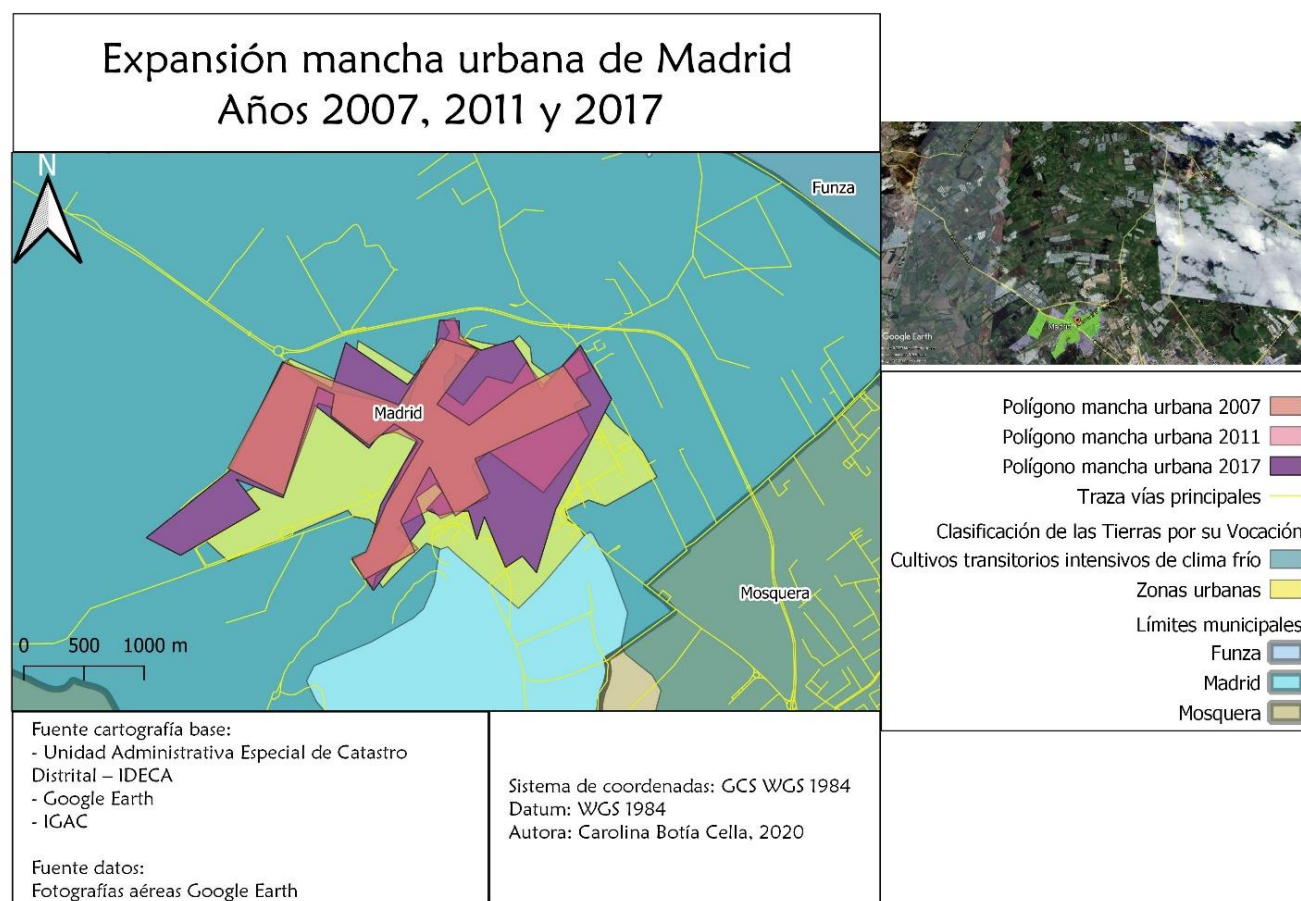 Expansión mancha urbana de Madrid
Años 2007, 2011 y 2017
N
Funza
Madrid
Mosquera
0 500 1000 m
Google Earth
Madrid
Polígono mancha urbana 2007
Polígono mancha urbana 2011
Polígono mancha urbana 2017
Traza vías principales
Clasificación de las Tierras por su Vocación
Cultivos transitorios intensivos de clima frío
Zonas urbanas
Límites municipales
Funza
Madrid
Mosquera
Fuente cartografía base:
- Unidad Administrativa Especial de Catastro
Distrital – IDECA
- Google Earth
- IGAC
Fuente datos:
Fotografías aéreas Google Earth
Sistema de coordenadas: GCS WGS 1984
Datum: WGS 1984
Autora: Carolina Botía Cella, 2020